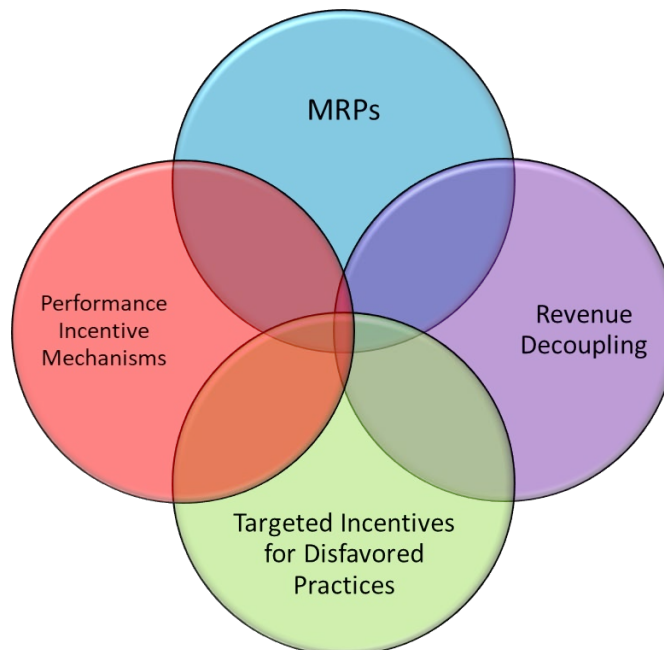 MRPs
Performance
Incentive
Mechanisms
Revenue
Decoupling
Targeted Incentives
for Disfavored
Practices